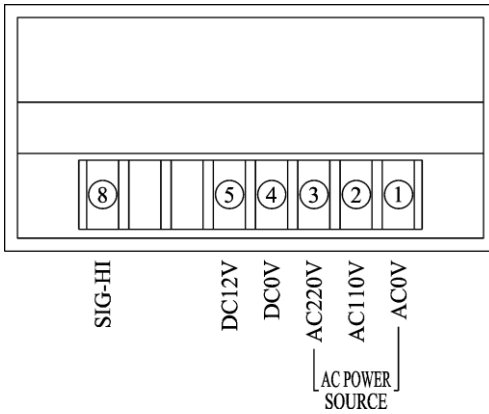 8 5 4 3 2 1
SIG-HI
DC12V
DC0V
AC220V
AC110V
AC0V
AC POWER
SOURCE